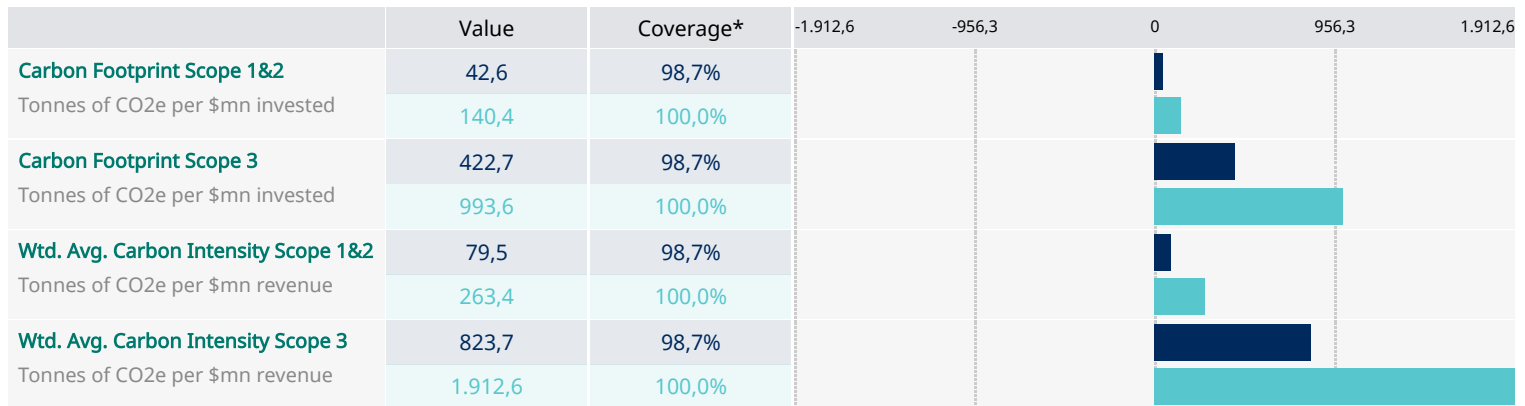 Value Coverage* -1.912,6 -956,3 0 956,3 1.912,6
Carbon Footprint Scope 1&2 42,6 98,7%
Tonnes of CO2e per $mn invested 140,4 100,0%
Carbon Footprint Scope 3 422,7 98,7%
Tonnes of CO2e per $mn invested 993,6 100,0%
Wtd. Avg. Carbon Intensity Scope 1&2 79,5 98,7%
Tonnes of CO2e per $mn revenue 263,4 100,0%
Wtd. Avg. Carbon Intensity Scope 3 823,7 98,7%
Tonnes of CO2e per $mn revenue 1.912,6 100,0%